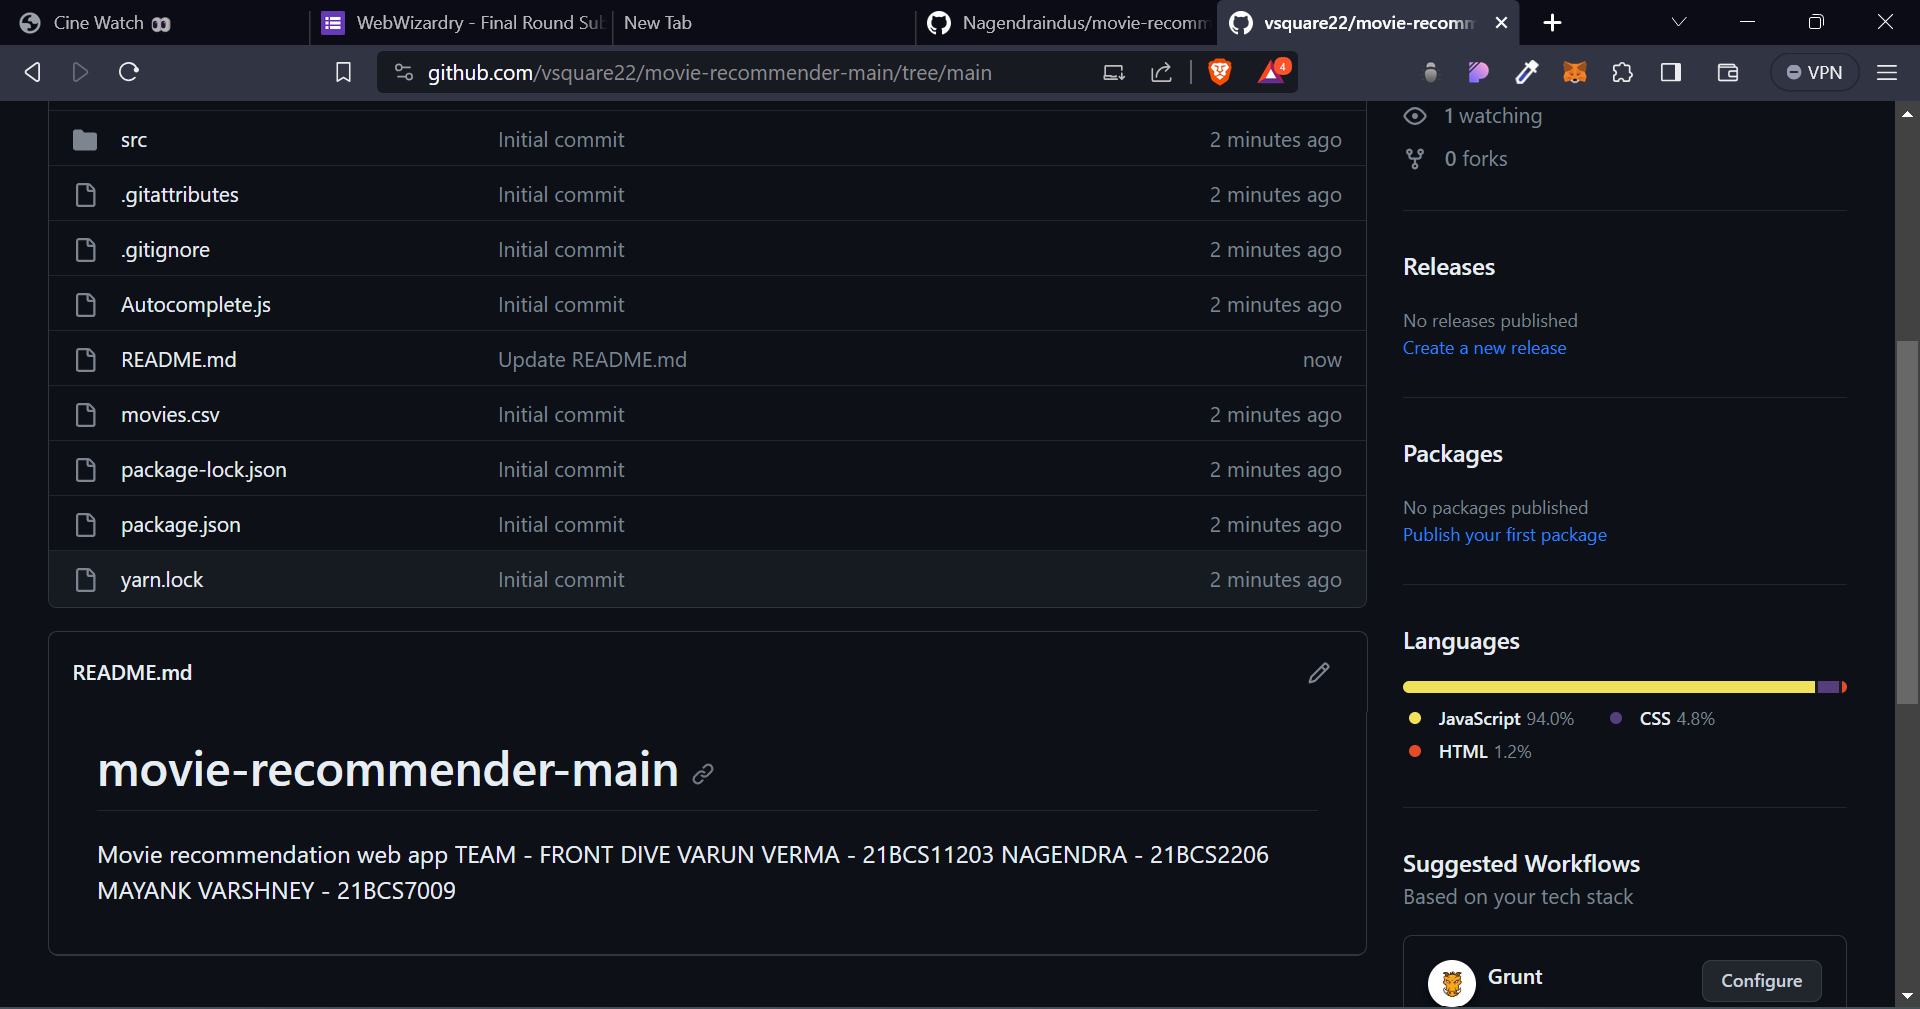 Cine Watch
WebWizardry - Final Round Sub
New Tab
Nagendraindus/movie-recomm
vsquare22/movie-recomm
github.com/vsquare22/movie-recommender-main/tree/main
4
VPN
src Initial commit 2 minutes ago
.gitattributes Initial commit 2 minutes ago
.gitignore Initial commit 2 minutes ago
Autocomplete.js Initial commit 2 minutes ago
README.md Update README.md now
movies.csv Initial commit 2 minutes ago
package-lock.json Initial commit 2 minutes ago
package.json Initial commit 2 minutes ago
yarn.lock Initial commit 2 minutes ago
README.md
movie-recommender-main
Movie recommendation web app TEAM - FRONT DIVE VARUN VERMA - 21BCS11203 NAGENDRA - 21BCS2206
MAYANK VARSHNEY - 21BCS7009
1 watching
0 forks
Releases
No releases published
Create a new release
Packages
No packages published
Publish your first package
Languages
JavaScript 94.0% CSS 4.8%
HTML 1.2%
Suggested Workflows
Based on your tech stack
Grunt
Configure